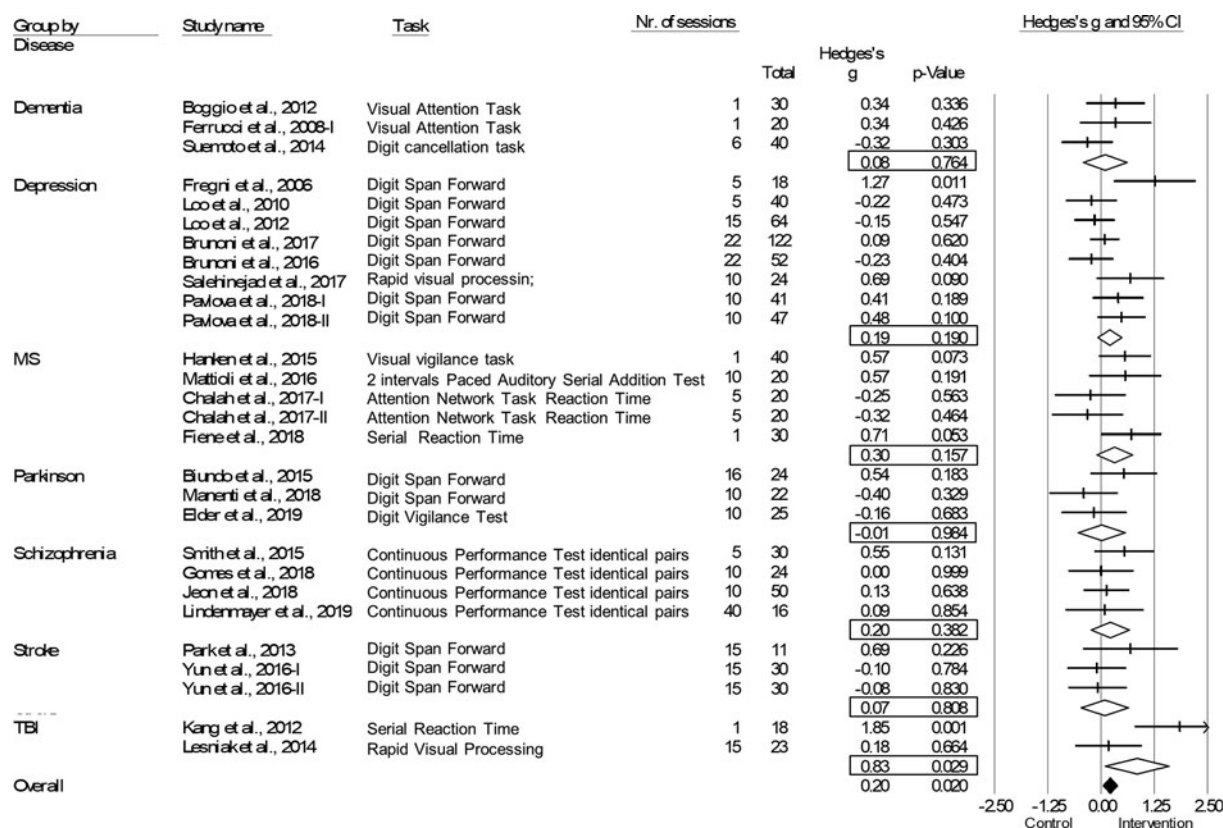 Group by Study name Task Nr. of sessions Hedges's g and 95% CI
Disease
Hedges's
Total g p-Value
Dementia Boggio et al., 2012 Visual Attention Task 1 30 0.34 0.336
Ferrucci et al., 2008-I Visual Attention Task 1 20 0.34 0.426
Suemoto et al., 2014 Digit cancellation task 6 40 -0.32 0.303
0.08 0.764
Depression Fregni et al., 2006 Digit Span Forward 5 18 1.27 0.011
Loo et al., 2010 Digit Span Forward 5 40 -0.22 0.473
Loo et al., 2012 Digit Span Forward 15 64 -0.15 0.547
Brunoni et al., 2017 Digit Span Forward 22 122 0.09 0.620
Brunoni et al., 2016 Digit Span Forward 22 52 -0.23 0.404
Salehinejad et al., 2017 Rapid visual processin; 10 24 0.69 0.090
Pavlova et al., 2018-I Digit Span Forward 10 41 0.41 0.189
Pavlova et al., 2018-II Digit Span Forward 10 47 0.48 0.100
0.19 0.190
MS Hanken et al., 2015 Visual vigilance task 1 40 0.57 0.073
Mattioli et al., 2016 2 intervals Paced Auditory Serial Addition Test 10 20 0.57 0.191
Chalah et al., 2017-I Attention Network Task Reaction Time 5 20 -0.25 0.563
Chalah et al., 2017-II Attention Network Task Reaction Time 5 20 -0.32 0.464
Fiene et al., 2018 Serial Reaction Time 1 30 0.71 0.053
0.30 0.157
Parkinson Biundo et al., 2015 Digit Span Forward 16 24 0.54 0.183
Manenti et al., 2018 Digit Span Forward 10 22 -0.40 0.329
Elder et al., 2019 Digit Vigilance Test 10 25 -0.16 0.683
-0.01 0.984
Schizophrenia Smith et al., 2015 Continuous Performance Test identical pairs 5 30 0.55 0.131
Gomes et al., 2018 Continuous Performance Test identical pairs 10 24 0.00 0.999
Jeon et al., 2018 Continuous Performance Test identical pairs 10 50 0.13 0.638
Lindenmayer et al., 2019 Continuous Performance Test identical pairs 40 16 0.09 0.854
0.20 0.382
Stroke Park et al., 2013 Digit Span Forward 15 11 0.69 0.226
Yun et al., 2016-I Digit Span Forward 15 30 -0.10 0.784
Yun et al., 2016-II Digit Span Forward 15 30 -0.08 0.830
0.07 0.808
TBI Kang et al., 2012 Serial Reaction Time 1 18 1.85 0.001
Lesniak et al., 2014 Rapid Visual Processing 15 23 0.18 0.664
0.83 0.029
Overall 0.20 0.020
-2.50 -1.25 0.00 1.25 2.50
Control Intervention